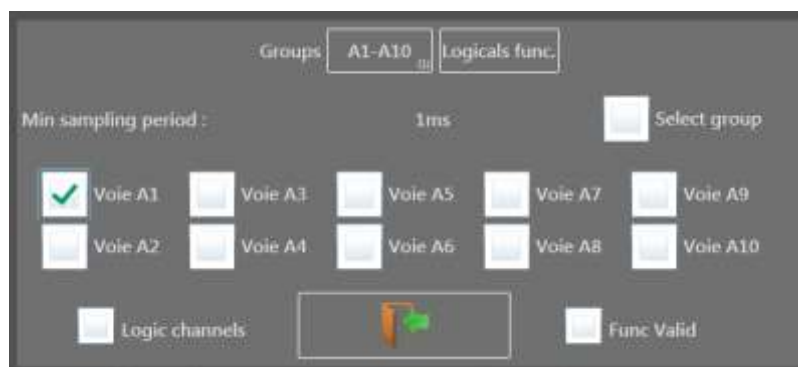 Groups A1-A10 Logicals func.
Min sampling period : 1ms Select group
Voie A1 Voie A3 Voie A5 Voie A7 Voie A9
Voie A2 Voie A4 Voie A6 Voie A8 Voie A10
Logic channels Func Valid